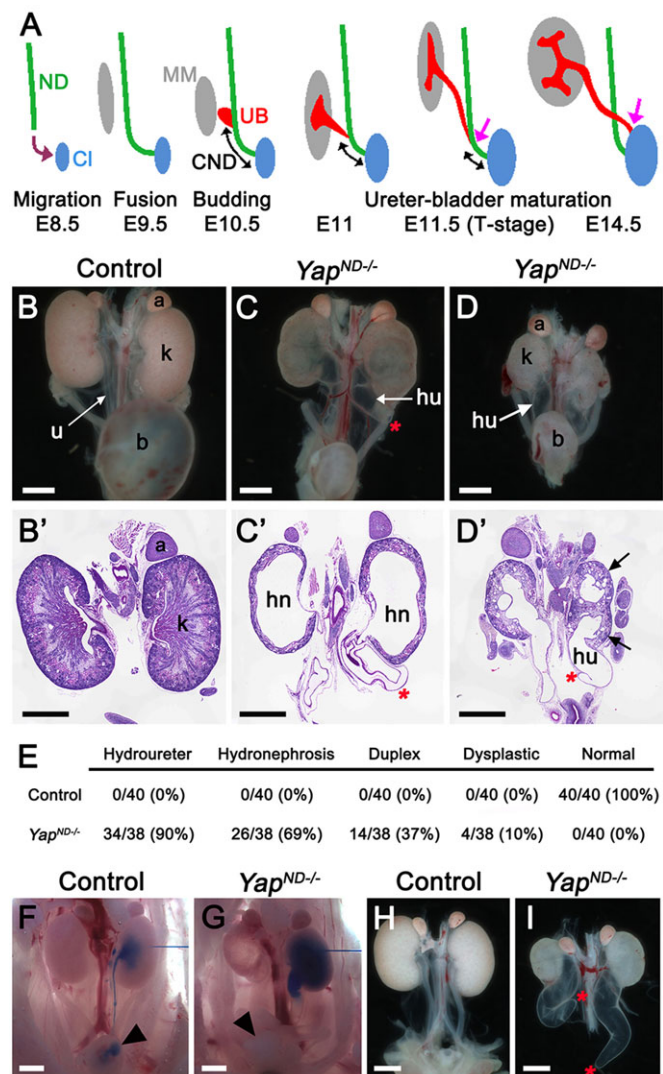 A
ND
CI
MM
UB
CND
Migration Fusion Budding Ureter-bladder maturation
E8.5 E9.5 E10.5 E11 E11.5 (T-stage) E14.5
Control Yap^ND-/- Yap^ND-/-
B a k u b
C hu *
D a k hu b
B' a k
C' hn hn *
D' hu *
E Hydroureter Hydronephrosis Duplex Dysplastic Normal
Control 0/40 (0%) 0/40 (0%) 0/40 (0%) 0/40 (0%) 40/40 (100%)
Yap^ND-/- 34/38 (90%) 26/38 (69%) 14/38 (37%) 4/38 (10%) 0/40 (0%)
Control Yap^ND-/- Control Yap^ND-/-
F G H I * *